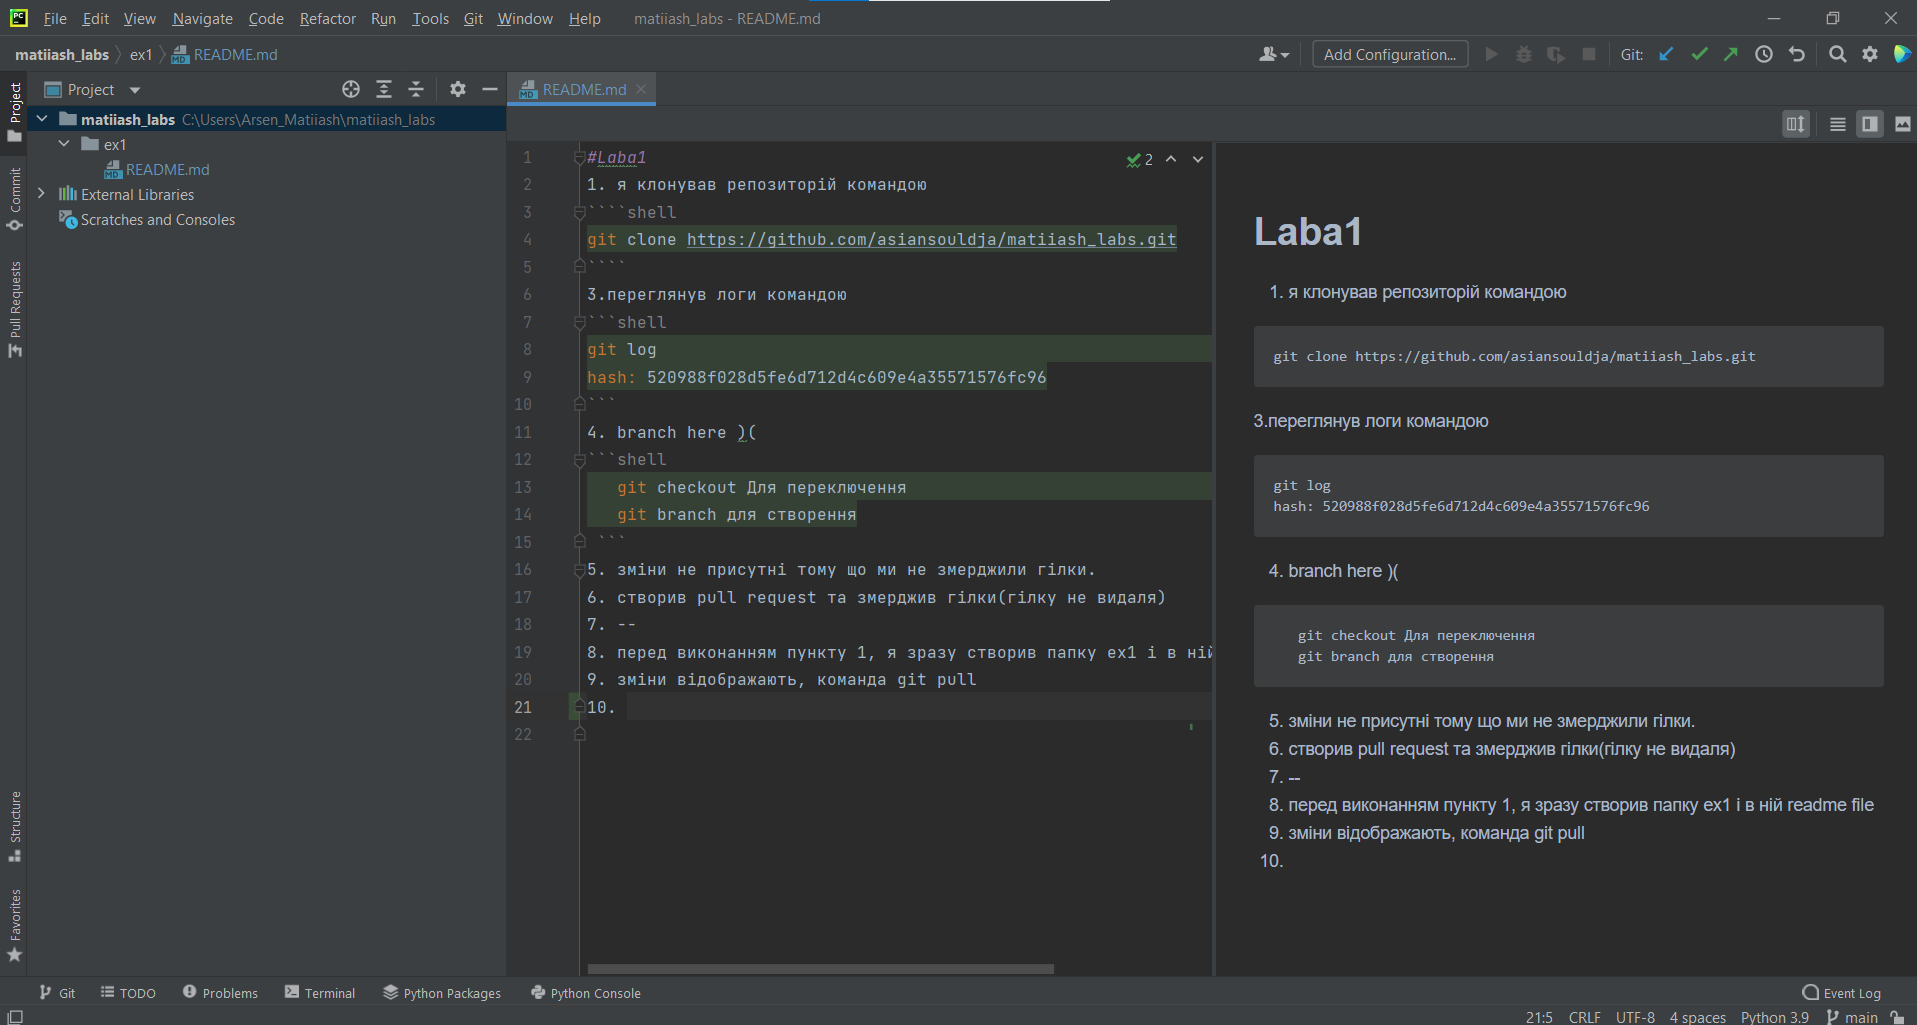 File Edit View Navigate Code Refactor Run Tools Git Window Help matiiash_labs - README.md
matiiash_labs ex1 README.md Add Configuration... Git:
Project README.md
matiiash_labs C:\Users\Arsen_Matiiash\matiiash_labs
ex1
README.md
External Libraries
Scratches and Consoles
Project
Commit
Pull Requests
Structure
Favorites
2
1 #Laba1
2 1. я клонував репозиторій командою
3 ````shell
4 git clone https://github.com/asiansouldja/matiiash_labs.git
5 ````
6 3.переглянув логи командою
7 ```shell
8 git log
9 hash: 520988f028d5fe6d712d4c609e4a35571576fc96
10 ```
11 4. branch here )(
12 ```shell
13 git checkout Для переключення
14 git branch для створення
15 ```
16 5. зміни не присутні тому що ми не змерджили гілки.
17 6. створив pull request та змерджив гілки(гілку не видаля)
18 7. --
19 8. перед виконанням пункту 1, я зразу створив папку ex1 і в ній
20 9. зміни відображають, команда git pull
21 10.
22
Laba1
1. я клонував репозиторій командою
git clone https://github.com/asiansouldja/matiiash_labs.git
3.переглянув логи командою
git log
hash: 520988f028d5fe6d712d4c609e4a35571576fc96
4. branch here )(
git checkout Для переключення
git branch для створення
5. зміни не присутні тому що ми не змерджили гілки.
6. створив pull request та змерджив гілки(гілку не видаля)
7. --
8. перед виконанням пункту 1, я зразу створив папку ex1 і в ній readme file
9. зміни відображають, команда git pull
10.
Git TODO Problems Terminal Python Packages Python Console Event Log
21:5 CRLF UTF-8 4 spaces Python 3.9 main